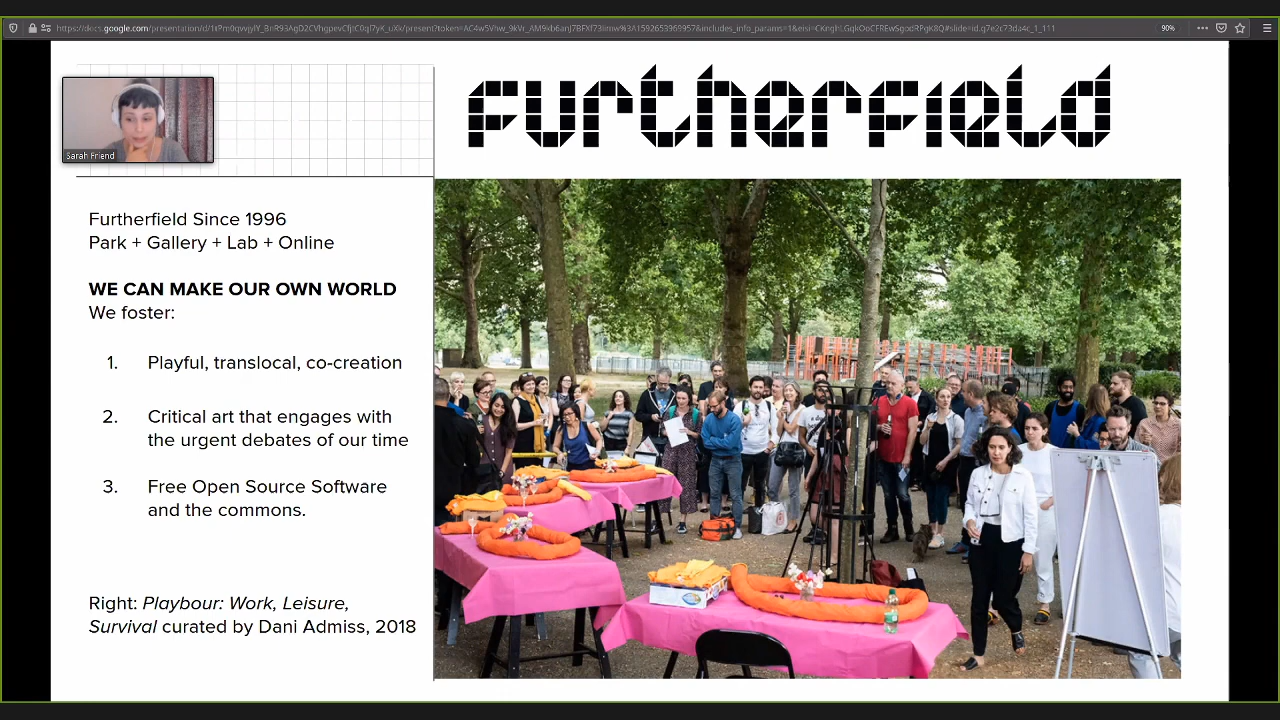 90%
Sarah Friend
furtherfield
Furtherfield Since 1996
Park + Gallery + Lab + Online
WE CAN MAKE OUR OWN WORLD
We foster:
1. Playful, translocal, co-creation
2. Critical art that engages with
the urgent debates of our time
3. Free Open Source Software
and the commons.
Right: Playbour: Work, Leisure,
Survival curated by Dani Admiss, 2018